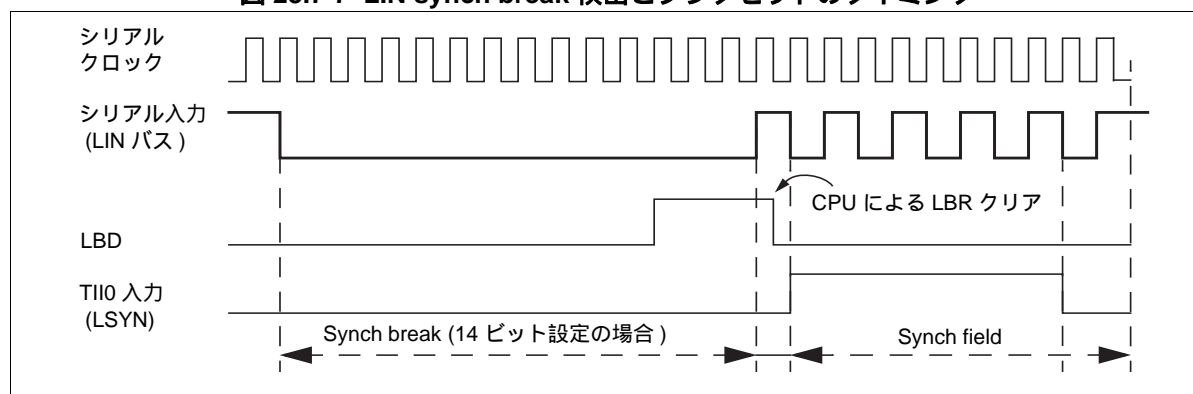 シリアル
クロック
シリアル入力
(LIN バス )
CPU による LBR クリア
LBD
TII0 入力
(LSYN)
Synch break (14 ビット設定の場合 )
Synch field